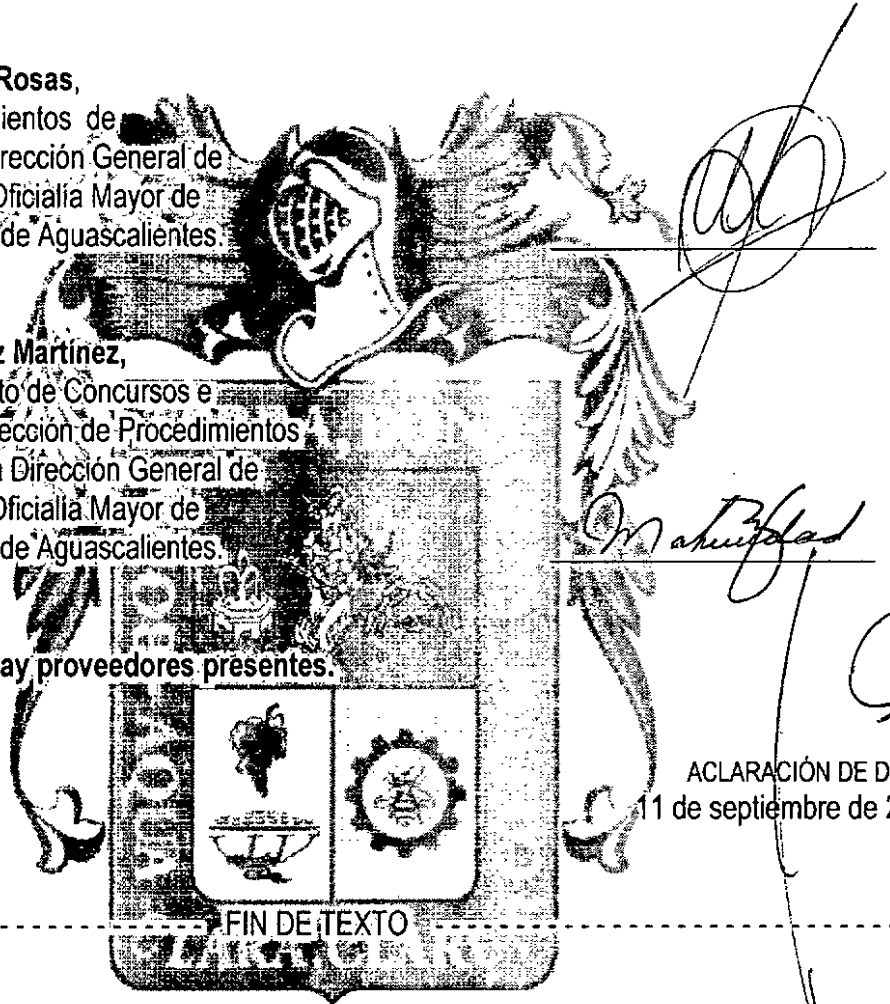 Rosas,
ientos de
rección General de
Oficialía Mayor de
de Aguascalientes.
z Martínez,
to de Concursos e
ección de Procedimientos
a Dirección General de
Oficialía Mayor de
de Aguascalientes.
ay proveedores presentes.
ACLARACIÓN DE D
11 de septiembre de 2
FIN DE TEXTO